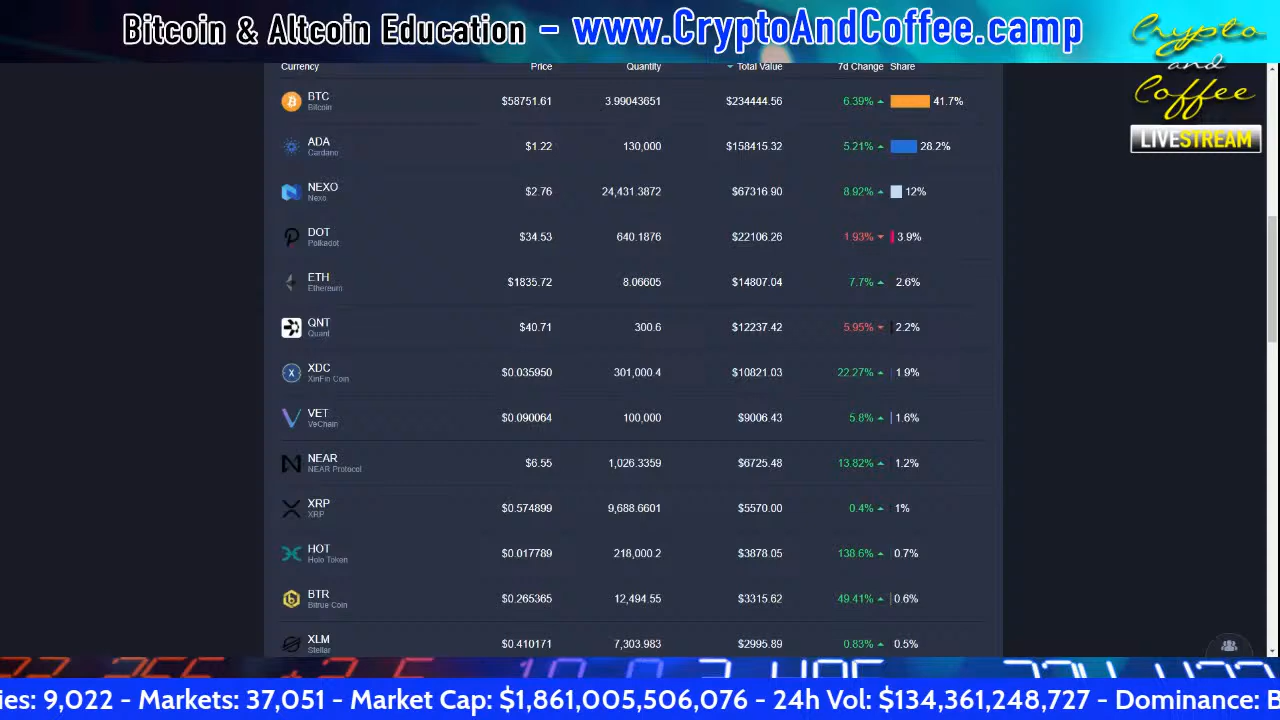 Bitcoin & Altcoin Education – www.CryptoAndCoffee.camp
Crypto
and
Coffee
LIVESTREAM
Currency Price Quantity Total Value 7d Change Share
BTC $58751.61 3.99043651 $234444.56 6.39% 41.7%
Bitcoin
ADA $1.22 130,000 $158415.32 5.21% 28.2%
Cardano
NEXO $2.76 24,431.3872 $67316.90 8.92% 12%
Nexo
DOT $34.53 640.1876 $22106.26 1.93% 3.9%
Polkadot
ETH $1835.72 8.06605 $14807.04 7.7% 2.6%
Ethereum
QNT $40.71 300.6 $12237.42 5.95% 2.2%
Quant
XDC $0.035950 301,000.4 $10821.03 22.27% 1.9%
XinFin Coin
VET $0.090064 100,000 $9006.43 5.8% 1.6%
VeChain
NEAR $6.55 1,026.3359 $6725.48 13.82% 1.2%
NEAR Protocol
XRP $0.574899 9,688.6601 $5570.00 0.4% 1%
XRP
HOT $0.017789 218,000.2 $3878.05 138.6% 0.7%
Holo Token
BTR $0.265365 12,494.55 $3315.62 49.41% 0.6%
Bitrue Coin
XLM $0.410171 7,303.983 $2995.89 0.83% 0.5%
Stellar
ies: 9,022 – Markets: 37,051 – Market Cap: $1,861,005,506,076 – 24h Vol: $134,361,248,727 – Dominance: B